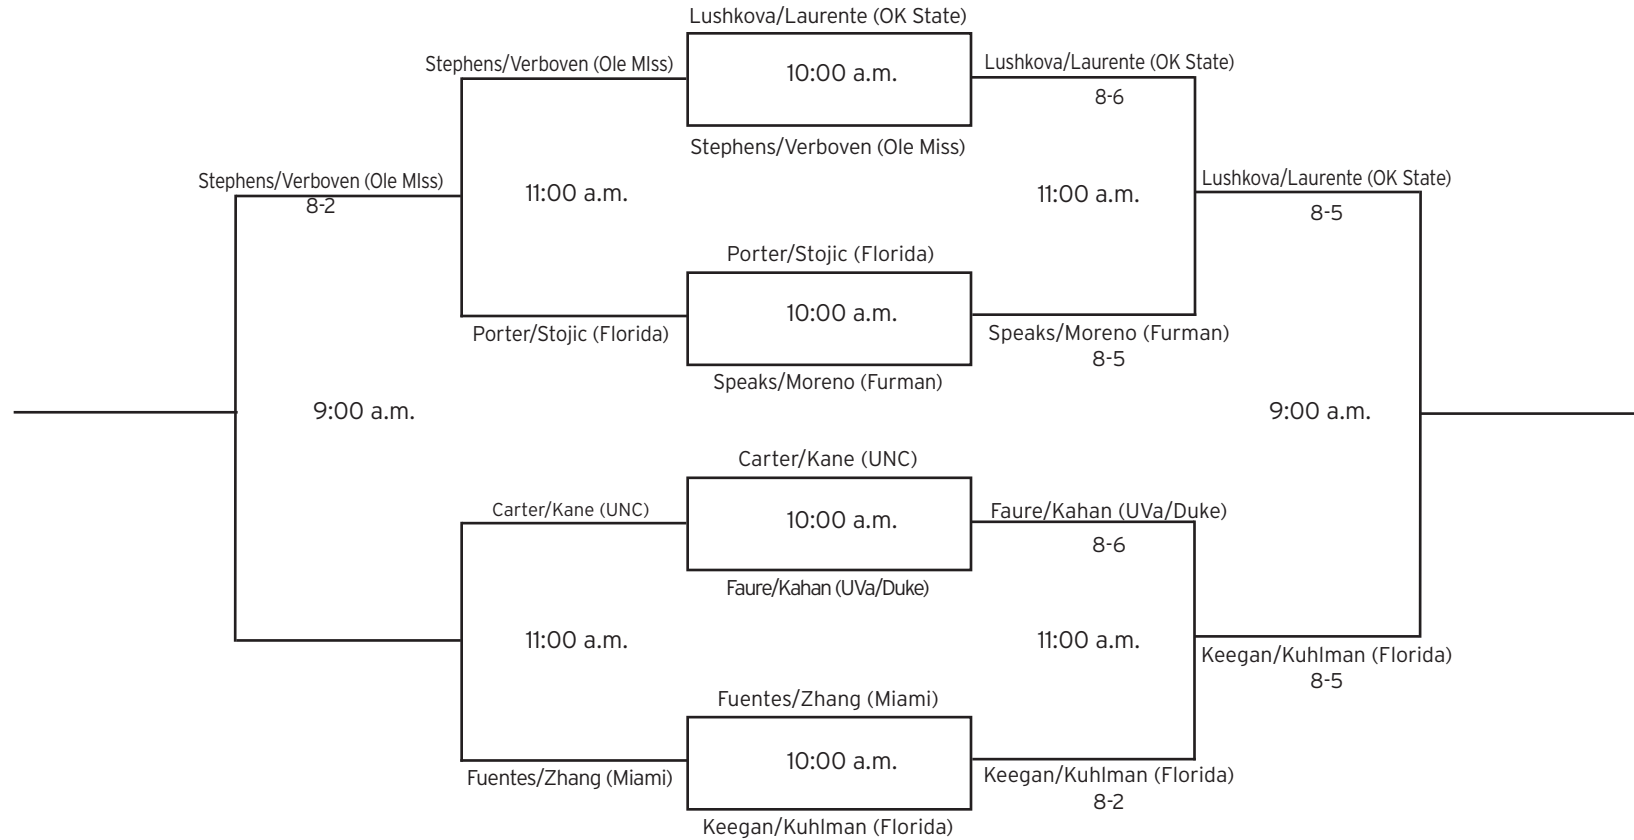 Lushkova/Laurente (OK State)
Stephens/Verboven (Ole MIss)
10:00 a.m.
Lushkova/Laurente (OK State)
8-6
Stephens/Verboven (Ole Miss)
Stephens/Verboven (Ole MIss)
8-2
11:00 a.m.
11:00 a.m.
Lushkova/Laurente (OK State)
8-5
Porter/Stojic (Florida)
10:00 a.m.
Porter/Stojic (Florida)
Speaks/Moreno (Furman)
8-5
Speaks/Moreno (Furman)
9:00 a.m.
9:00 a.m.
Carter/Kane (UNC)
Carter/Kane (UNC)
10:00 a.m.
Faure/Kahan (UVa/Duke)
8-6
Faure/Kahan (UVa/Duke)
11:00 a.m.
11:00 a.m.
Keegan/Kuhlman (Florida)
8-5
Fuentes/Zhang (Miami)
10:00 a.m.
Fuentes/Zhang (Miami)
Keegan/Kuhlman (Florida)
8-2
Keegan/Kuhlman (Florida)